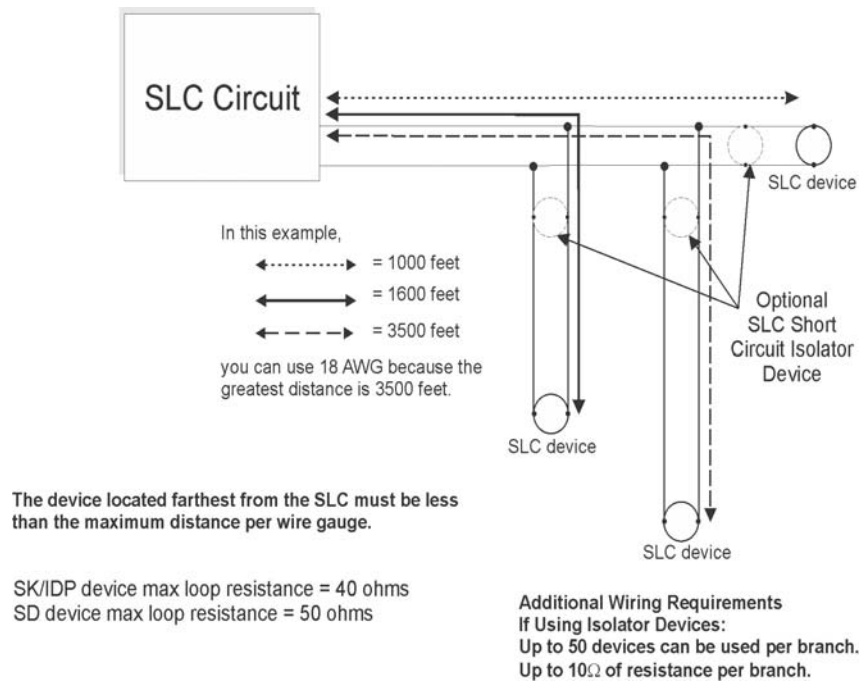 SLC Circuit
SLC device
In this example,
= 1000 feet
= 1600 feet
= 3500 feet
you can use 18 AWG because the
greatest distance is 3500 feet.
Optional
SLC Short
Circuit Isolator
Device
SLC device
SLC device
The device located farthest from the SLC must be less
than the maximum distance per wire gauge.
SK/IDP device max loop resistance = 40 ohms
SD device max loop resistance = 50 ohms
Additional Wiring Requirements
If Using Isolator Devices:
Up to 50 devices can be used per branch.
Up to 10Ω of resistance per branch.